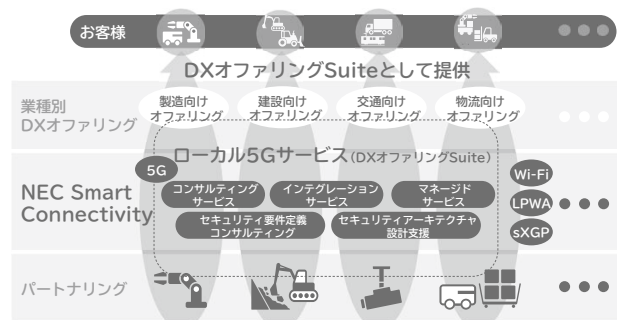 お客様
DXオファリングSuiteとして提供
業種別
DXオファリング
製造向け
オファリング
建設向け
オファリング
交通向け
オファリング
物流向け
オファリング
ローカル5Gサービス(DXオファリングSuite)
5G
NEC Smart
Connectivity
コンサルティング
サービス
インテグレーション
サービス
マネージド
サービス
セキュリティ要件定義
コンサルティング
セキュリティアーキテクチャ
設計支援
Wi-Fi
LPWA
sXGP
パートナリング